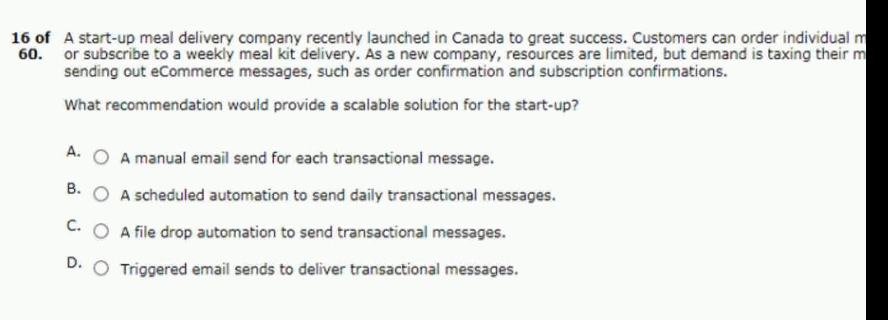 16 of A start-up meal delivery company recently launched in Canada to great success. Customers can order individual
60. or subscribe to a weekly meal kit delivery. As a new company, resources are limited, but demand is taxing their
sending out eCommerce messages, such as order confirmation and subscription confirmations.
What recommendation would provide a scalable solution for the start-up?
A. A manual email send for each transactional message.
B. A scheduled automation to send daily transactional messages.
C. A file drop automation to send transactional messages.
D. Triggered email sends to deliver transactional messages.